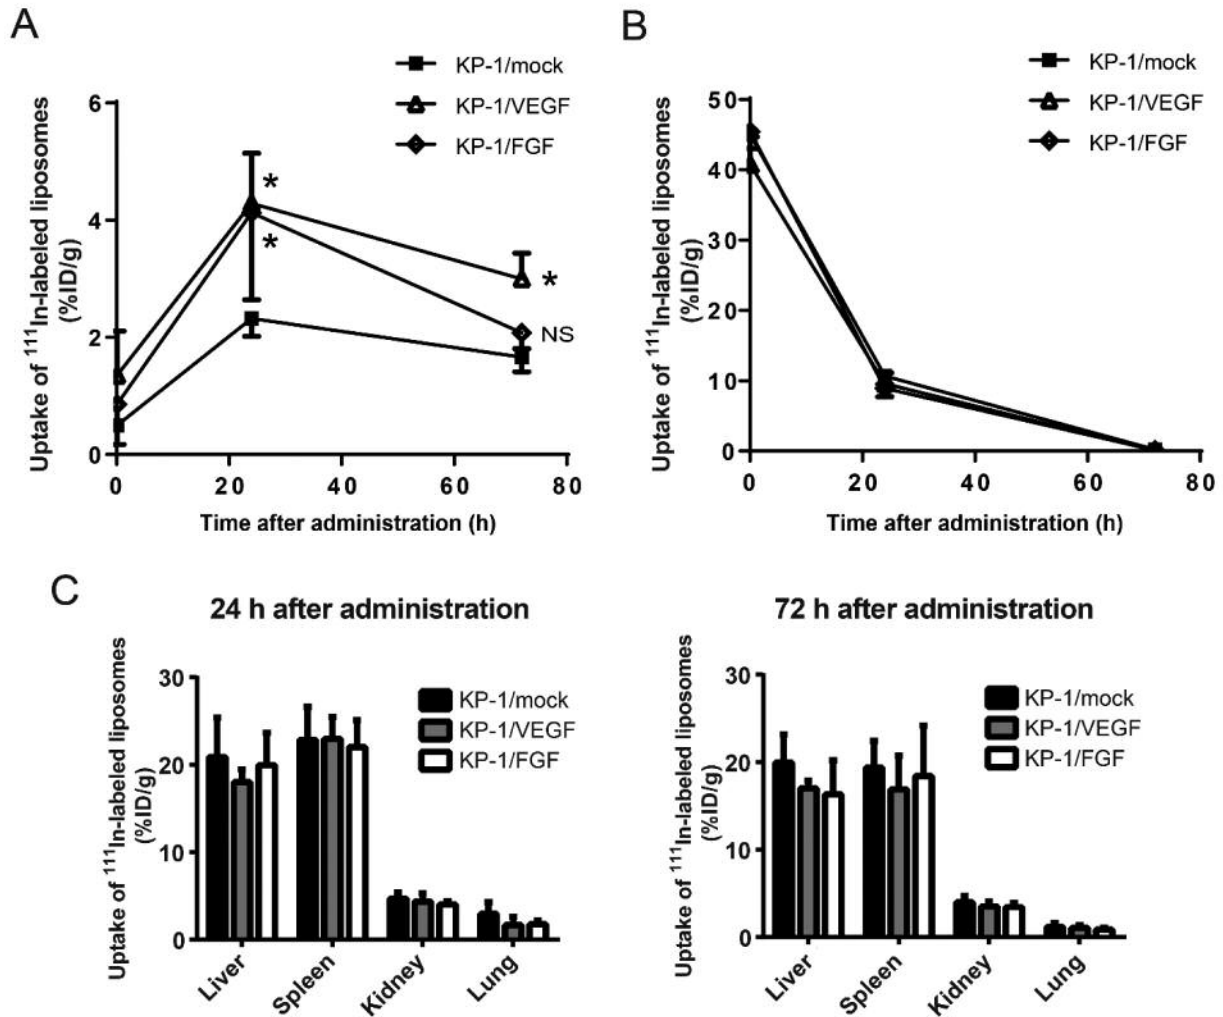 A
KP-1/mock
KP-1/VEGF
KP-1/FGF
Uptake of ¹¹¹In-labeled liposomes
(%ID/g)
6
4
2
0
*
*
*
NS
0 20 40 60 80
Time after administration (h)
B
KP-1/mock
KP-1/VEGF
KP-1/FGF
Uptake of ¹¹¹In-labeled liposomes
(%ID/g)
50
40
30
20
10
0
0 20 40 60 80
Time after administration (h)
C
24 h after administration
KP-1/mock
KP-1/VEGF
KP-1/FGF
Uptake of ¹¹¹In-labeled liposomes
(%ID/g)
30
20
10
0
Liver
Spleen
Kidney
Lung
72 h after administration
KP-1/mock
KP-1/VEGF
KP-1/FGF
Uptake of ¹¹¹In-labeled liposomes
(%ID/g)
30
20
10
0
Liver
Spleen
Kidney
Lung